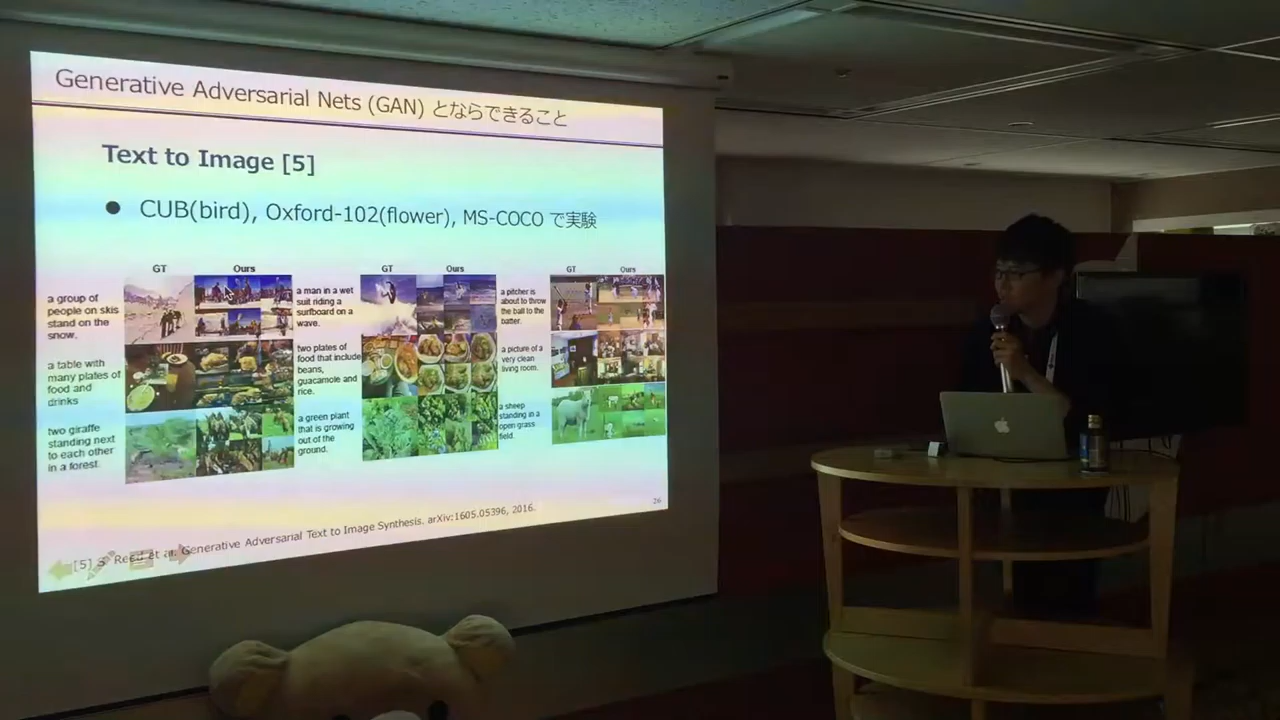 Generative Adversarial Nets (GAN) とならできること
Text to Image [5]
● CUB(bird), Oxford-102(flower), MS-COCO で実験
GT Ours
a group of
people on skis
stand on the
snow.
a table with
many plates of
food and
drinks
two giraffe
standing next
to each other
in a forest.
GT Ours
a man in a wet
suit riding a
surfboard on a
wave.
two plates of
food that include
beans,
guacamole and
rice.
a green plant
that is growing
out of the
ground.
GT Ours
a pitcher is
about to throw
the ball to the
batter.
a picture of a
very clean
living room.
a sheep
standing in a
open grass
field.
26
[5] S. Reed et al. Generative Adversarial Text to Image Synthesis. arXiv:1605.05396, 2016.